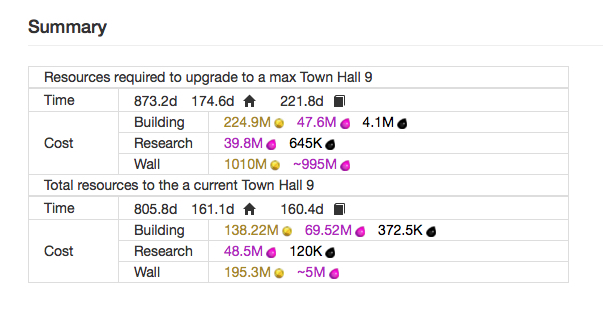 Summary
Resources required to upgrade to a max Town Hall 9
Time 873.2d 174.6d 221.8d
Building 224.9M 47.6M 4.1M
Cost Research 39.8M 645K
Wall 1010M ~995M
Total resources to the a current Town Hall 9
Time 805.8d 161.1d 160.4d
Building 138.22M 69.52M 372.5K
Cost Research 48.5M 120K
Wall 195.3M ~5M